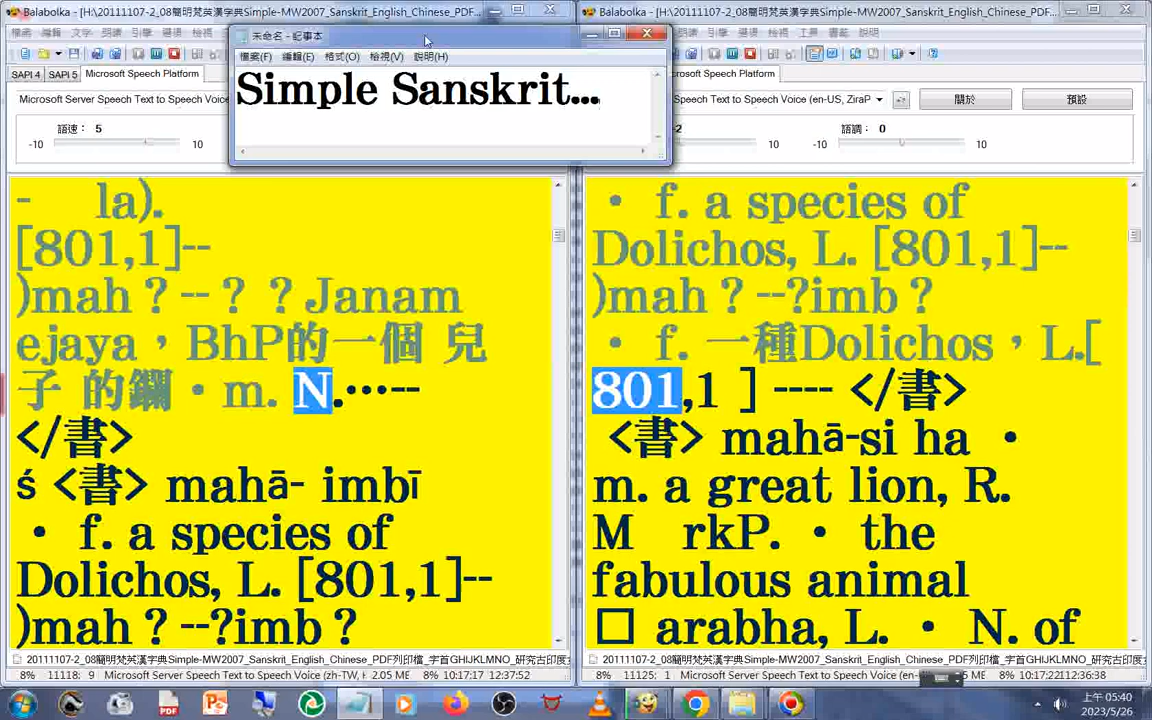 Balabolka - [H:\20111107-2_08簡明梵英漢字典Simple-MW2007_Sanskrit_English_Chinese_PDF...
Balabolka - [H:\20111107-2_08簡明梵英漢字典Simple-MW2007_Sanskrit_English_Chinese_PDF...
未命名 - 記事本
檔案(F) 編輯(E) 格式(O) 檢視(V) 說明(H)
Simple Sanskrit...
SAPI 4 SAPI 5 Microsoft Speech Platform
Microsoft Server Speech Text to Speech Voice
語速： 5
-10 10
Speech Platform
Speech Text to Speech Voice (en-US, ZiraP
關於 預設
-2 語調： 0
10 -10 10
- la).
[801,1]--
)mah？--？？Janam
ejaya，BhP的一個 兒
子 的鑭•m. N.•••--
</書>
ś <書> mahā- imbī
• f. a species of
Dolichos, L. [801,1]--
)mah？--?imb？
• f. a species of
Dolichos, L. [801,1]--
)mah？--?imb？
• f. 一種Dolichos，L.[
801,1 ] ---- </書>
<書> mahā-si ha •
m. a great lion, R.
M rkP. • the
fabulous animal
□ arabha, L. • N. of
20111107-2_08簡明梵英漢字典Simple-MW2007_Sanskrit_English_Chinese_PDF列印檔_字首GHIJKLMNO_研究古印度
20111107-2_08簡明梵英漢字典Simple-MW2007_Sanskrit_English_Chinese_PDF列印檔_字首GHIJKLMNO_研究古印度
8% 11118: 9 Microsoft Server Speech Text to Speech Voice (zh-TW, 2.05 MB 8% 10:17:17 12:37:52
8% 11125: 1 Microsoft Server Speech Text to Speech Voice 8% 10:17:22 12:36:38
上午 05:40
2023/5/26